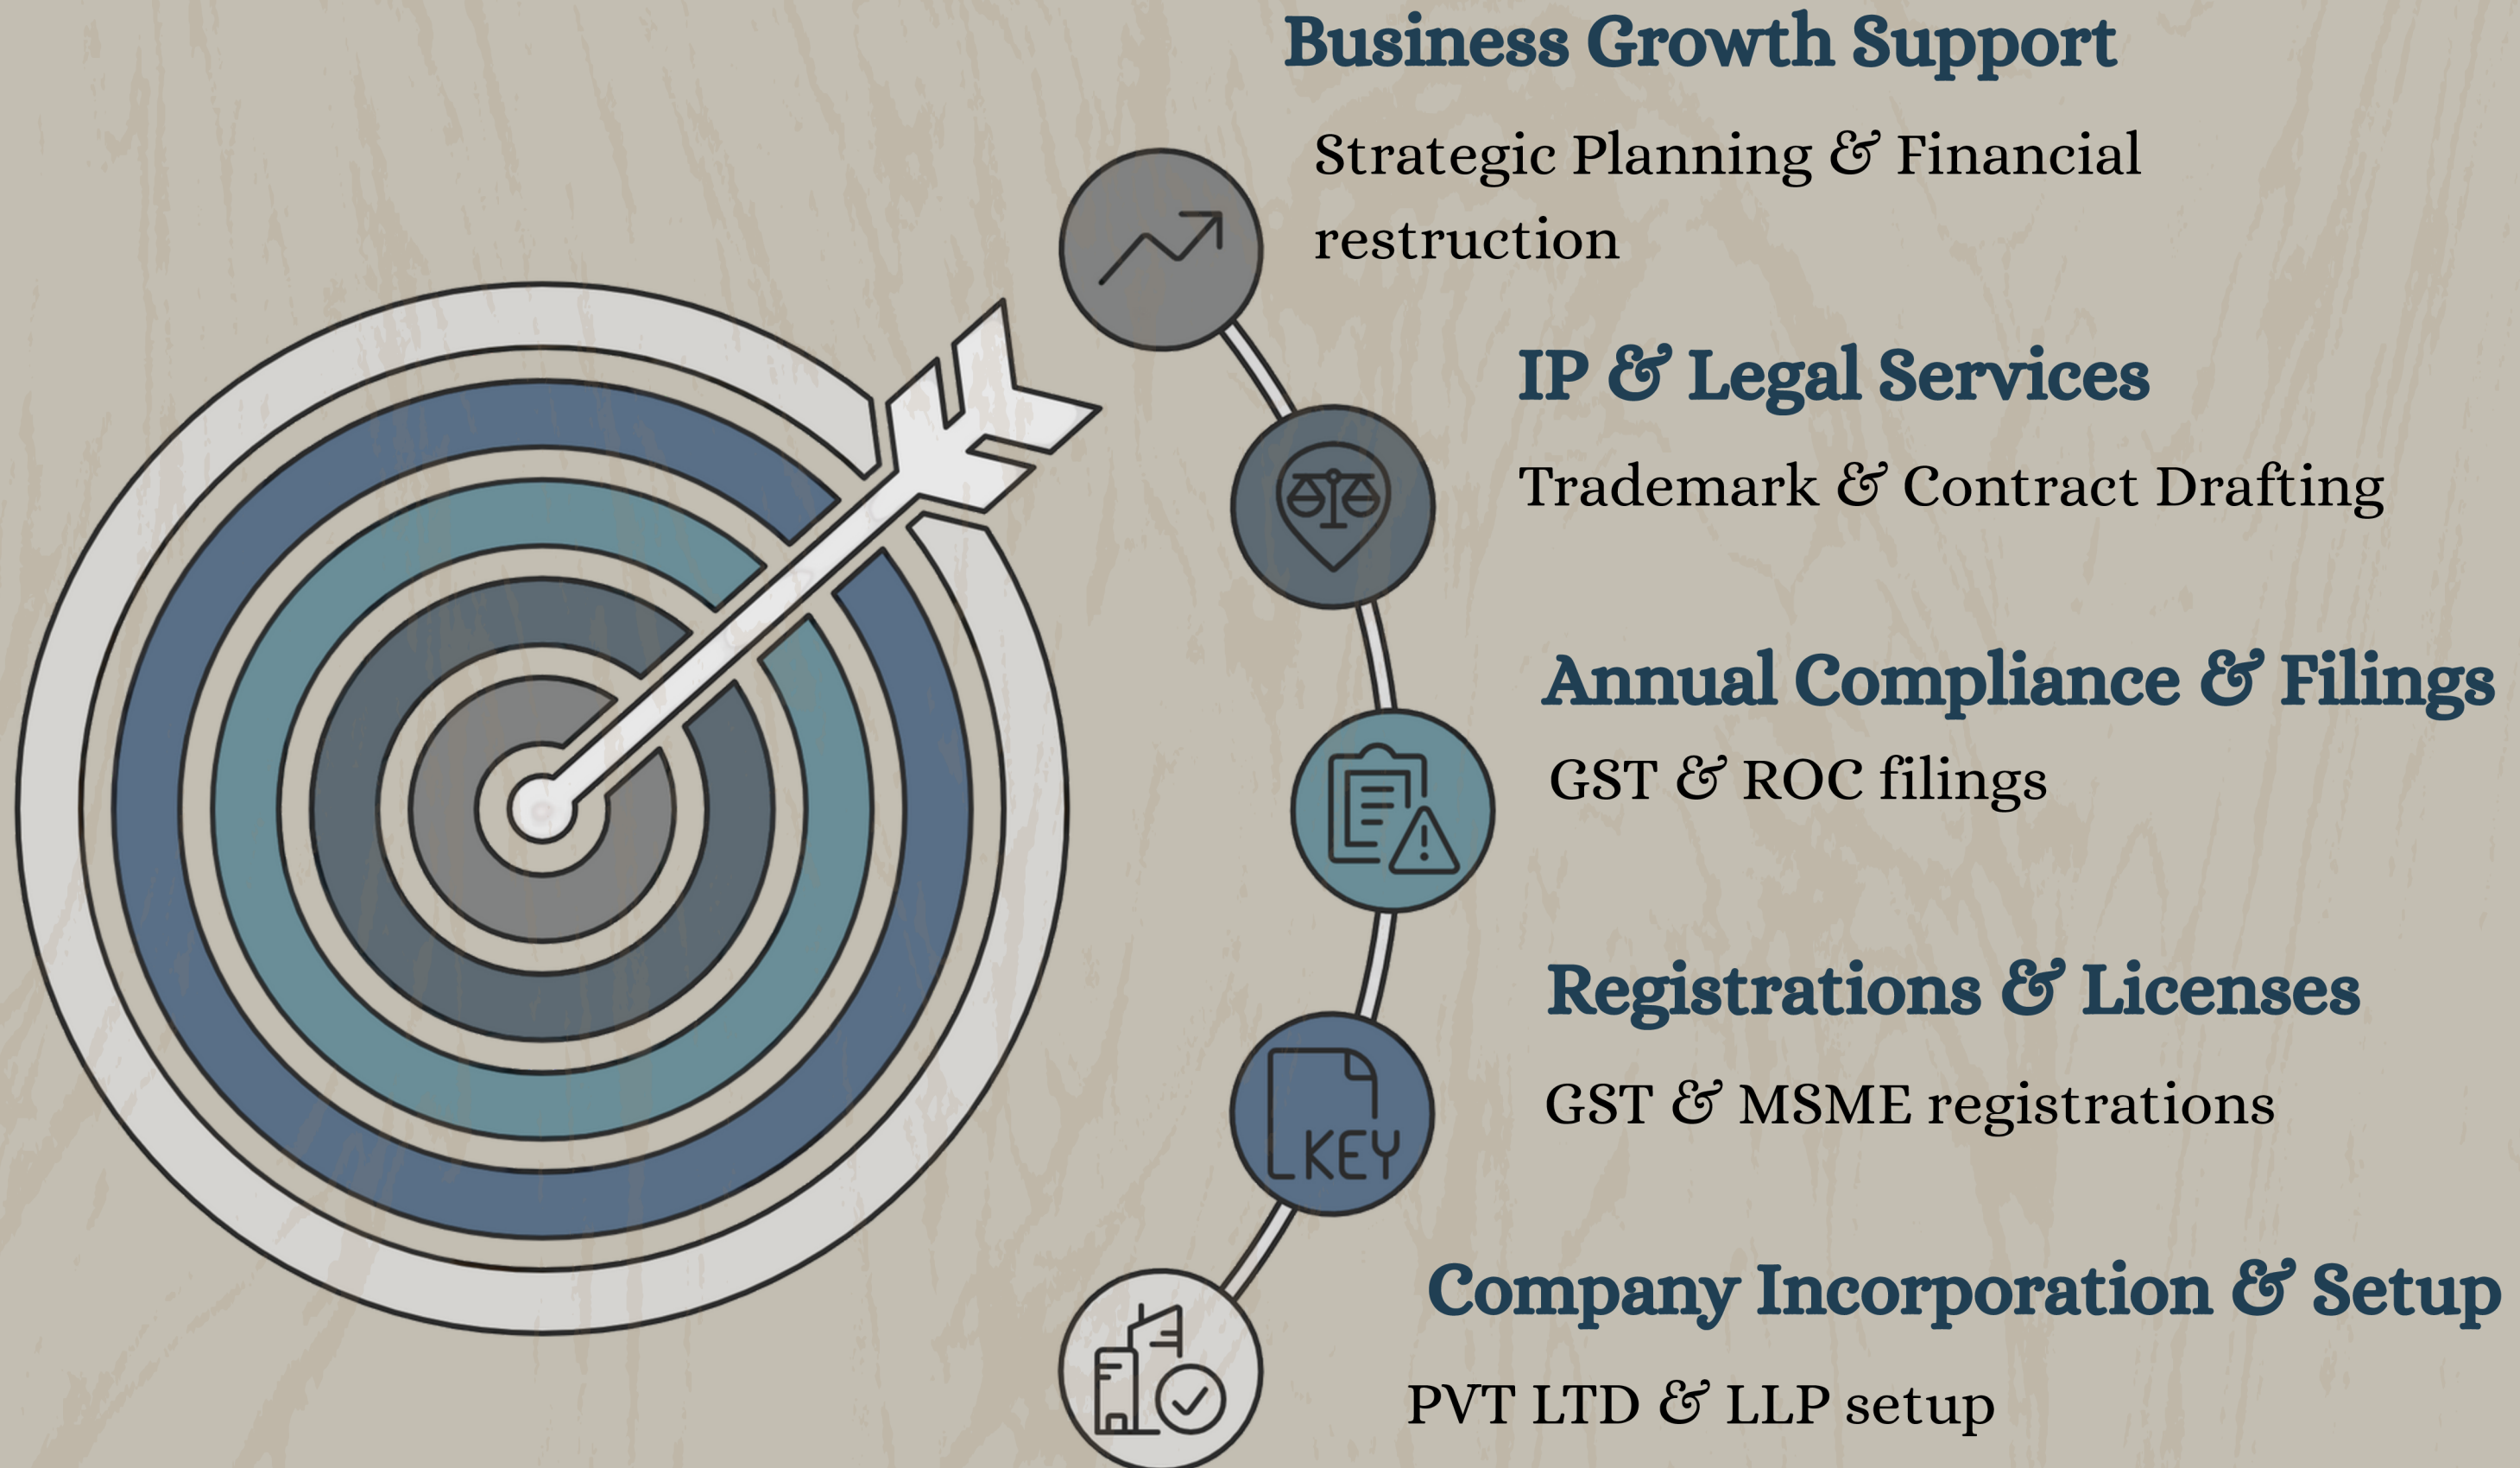 Business Growth Support
Strategic Planning & Financial
restruction
IP & Legal Services
Trademark & Contract Drafting
Annual Compliance & Filings
GST & ROC filings
Registrations & Licenses
GST & MSME registrations
KEY
Company Incorporation & Setup
PVT LTD & LLP setup